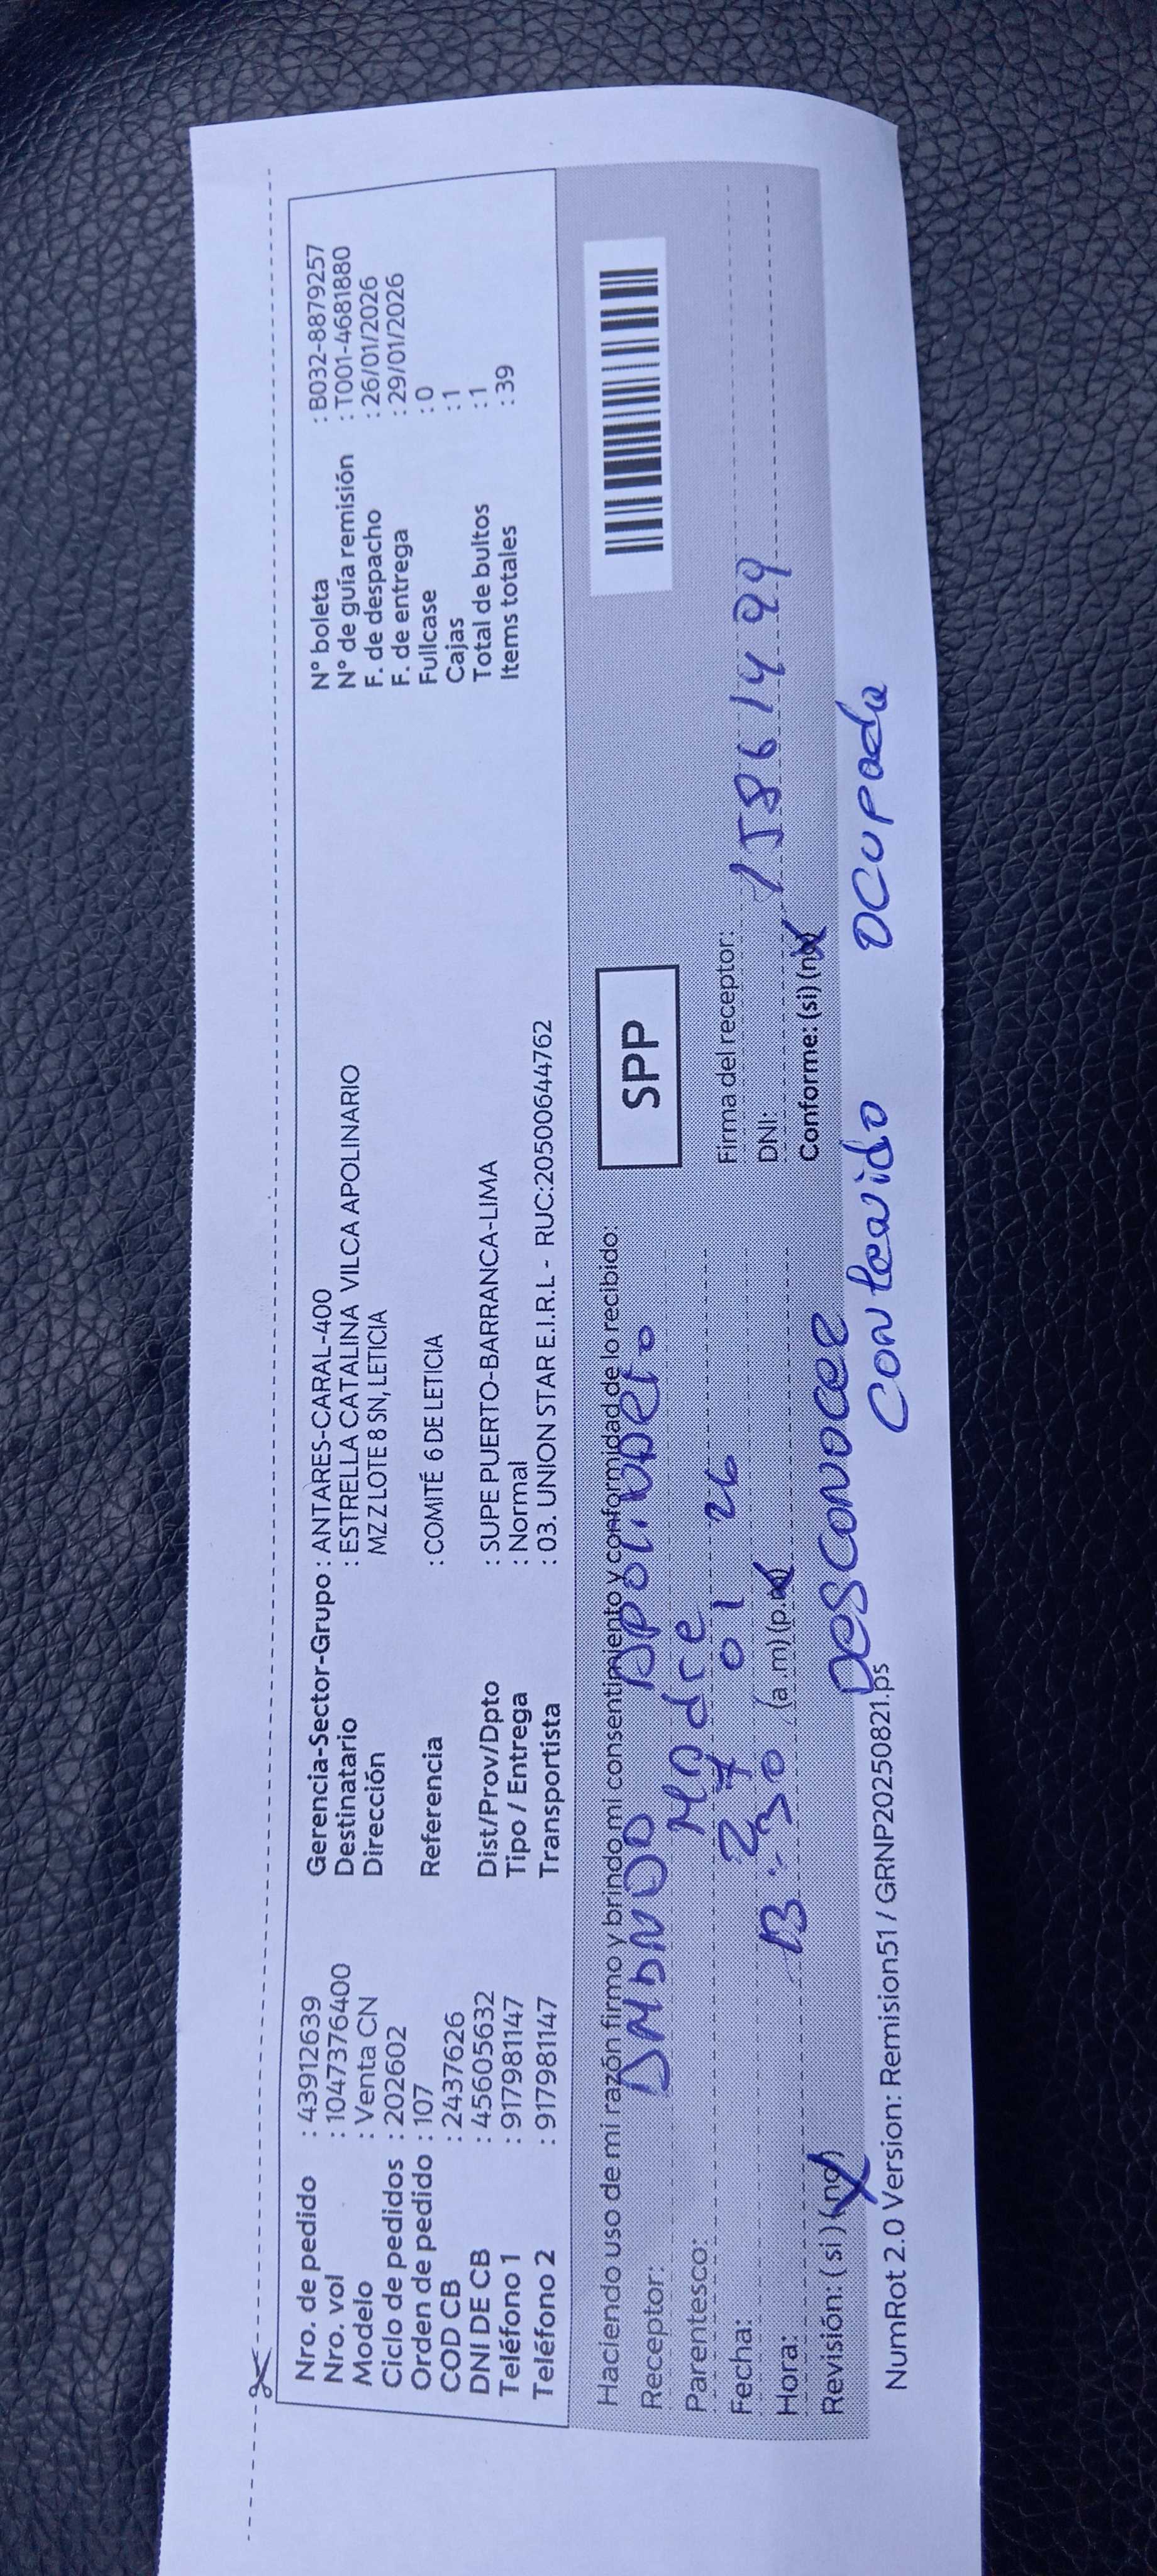 Nro. de pedido : 43912639
Nro. vol : 1047376400
Modelo : Venta CN
Ciclo de pedidos : 202602
Orden de pedido : 107
COD CB : 2437626
DNI DE CB : 45605632
Teléfono 1 : 917981147
Teléfono 2 : 917981147
Gerencia-Sector-Grupo : ANTARES-CARAL-400
Destinatario : ESTRELLA CATALINA VILCA APOLINARIO
Dirección MZ Z LOTE 8 SN, LETICIA
Referencia : COMITÉ 6 DE LETICIA
Dist/Prov/Dpto : SUPE PUERTO-BARRANCA-LIMA
Tipo / Entrega : Normal
Transportista : 03. UNION STAR E.I.R.L - RUC:20500644762
N° boleta : B032-8879257
N° de guía remisión : T001-4681880
F. de despacho : 26/01/2026
F. de entrega : 29/01/2026
Fullcase : 0
Cajas : 1
Total de bultos : 1
Items totales : 39
Haciendo uso de mi razón firmo y brindo mi consentimiento y conformidad de lo recibido:
Receptor:
Parentesco: Madre
Fecha: 27 01 26
Hora: 13:30 (a.m) (p.m)
Revisión: ( si ) ( no )
SPP
Firma del receptor:
DNI: 15861499
Conforme: (si) (no)
Desconocer contenido ocupada
NumRot 2.0 Version: Remision51 / GRNP20250821.ps